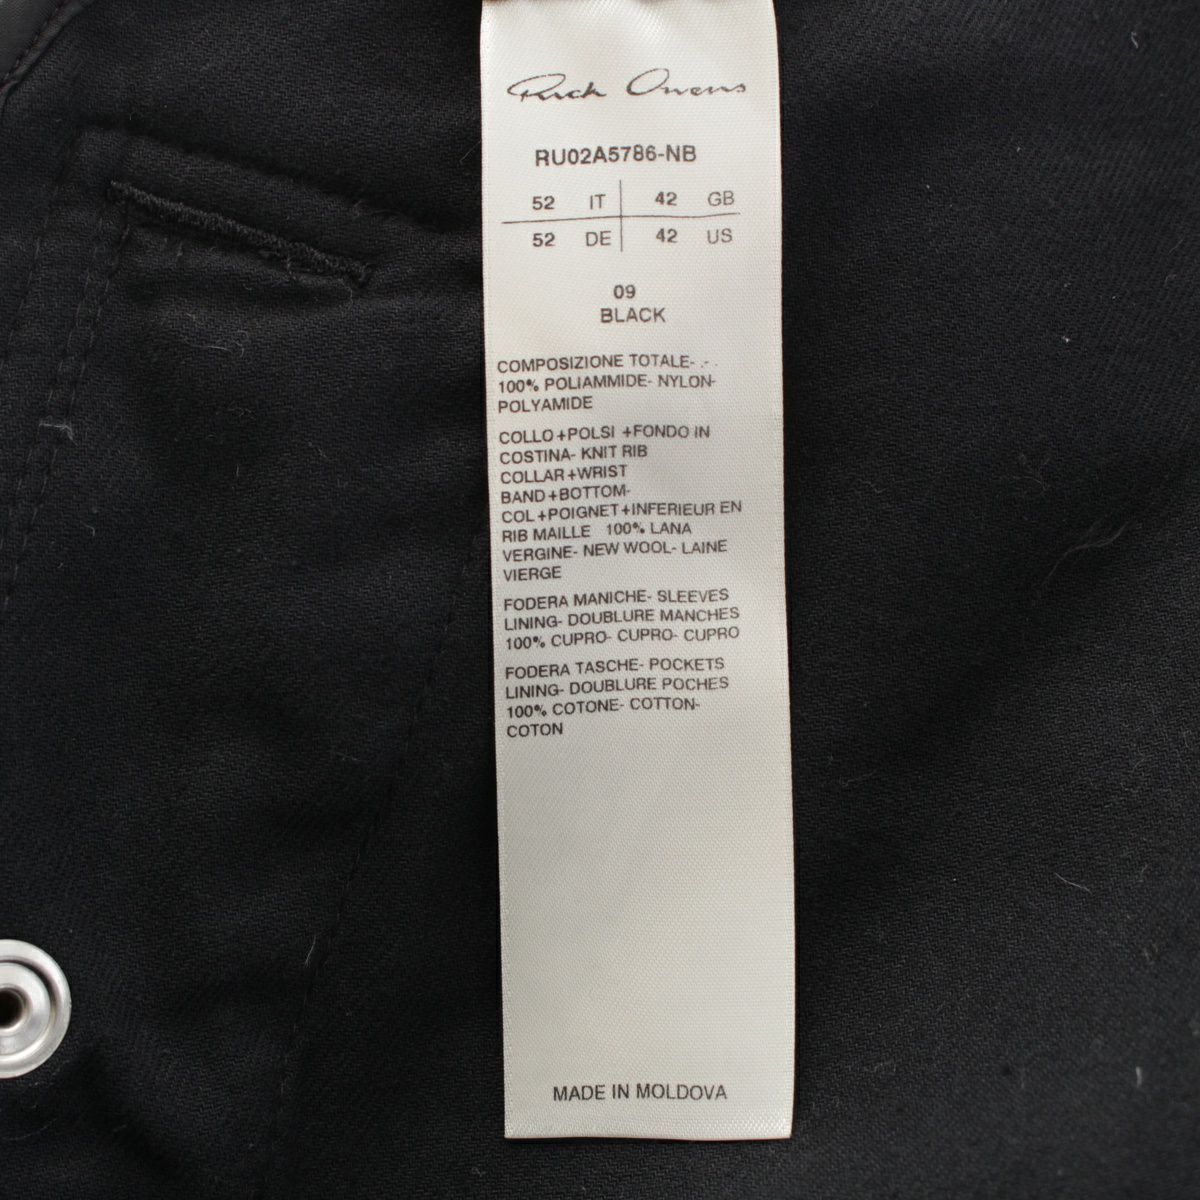 Rick Owens
RU02A5786-NB
52 IT 42 GB
52 DE 42 US
09
BLACK
COMPOSIZIONE TOTALE- .- .
100% POLIAMMIDE- NYLON-
POLYAMIDE
COLLO+POLSI +FONDO IN
COSTINA- KNIT RIB
COLLAR+WRIST
BAND+BOTTOM-
COL+POIGNET+INFERIEUR EN
RIB MAILLE 100% LANA
VERGINE- NEW WOOL- LAINE
VIERGE
FODERA MANICHE- SLEEVES
LINING- DOUBLURE MANCHES
100% CUPRO- CUPRO- CUPRO
FODERA TASCHE- POCKETS
LINING- DOUBLURE POCHES
100% COTONE- COTTON-
COTON
MADE IN MOLDOVA